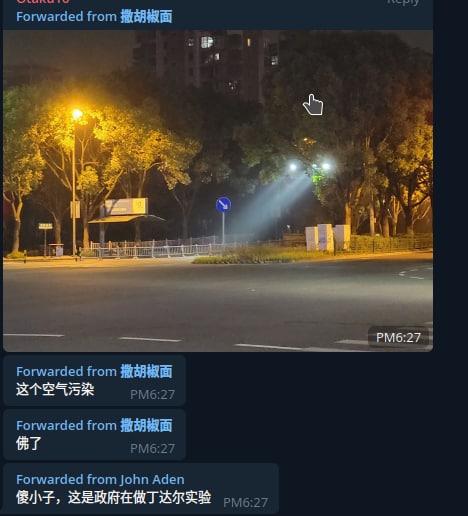 Otaku10
Reply
Forwarded from 撒胡椒面
PM6:27
Forwarded from 撒胡椒面
这个空气污染
PM6:27
Forwarded from 撒胡椒面
佛了
PM6:27
Forwarded from John Aden
傻小子，这是政府在做丁达尔实验
PM6:27